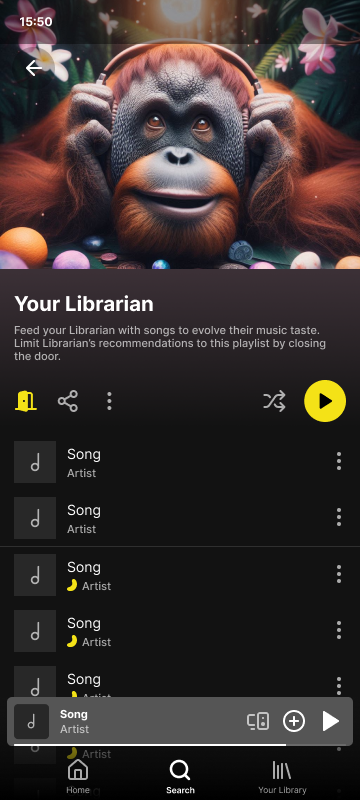 15:50
Your Librarian
Feed your Librarian with songs to evolve their music taste.
Limit Librarian's recommendations to this playlist by closing
the door.
Song
Artist
Song
Artist
Song
Artist
Song
Artist
Song
Artist
Song
Artist
Artist
Home
Search
Your Library